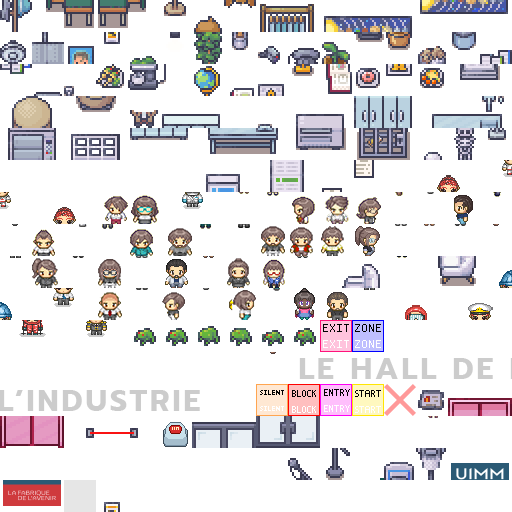 EXIT ZONE
EXIT ZONE
LE HALL DE
L'INDUSTRIE
SILENT BLOCK ENTRY START
SILENT BLOCK ENTRY START
UIMM
LA FABRIQUE
DE L'AVENIR